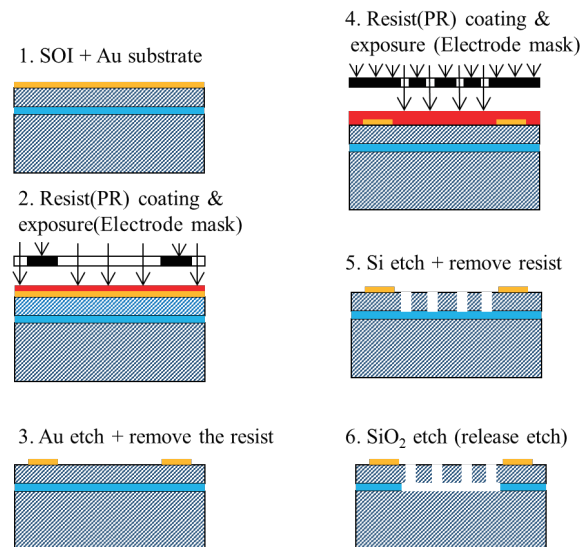 1. SOI + Au substrate
2. Resist(PR) coating &
exposure(Electrode mask)
3. Au etch + remove the resist
4. Resist(PR) coating &
exposure (Electrode mask)
5. Si etch + remove resist
6. SiO₂ etch (release etch)